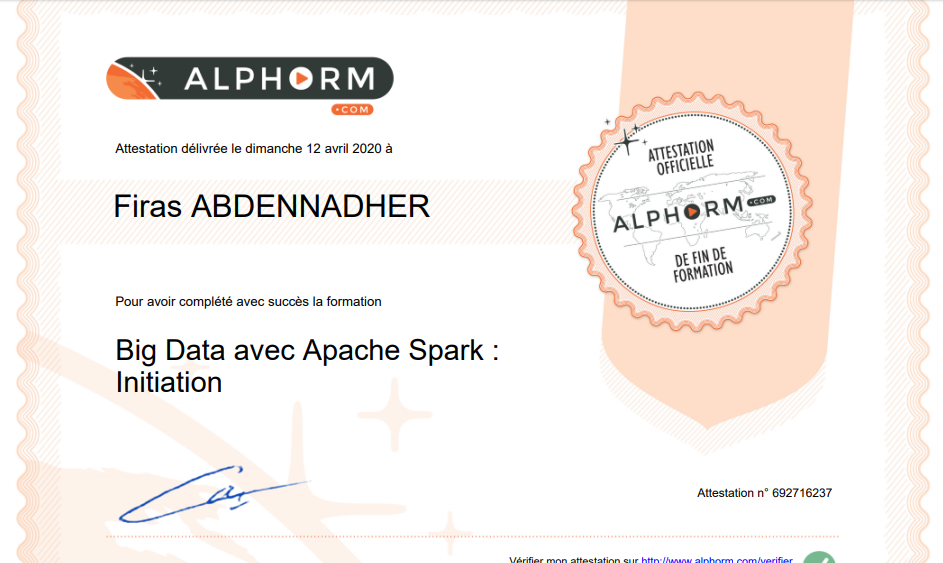 ALPHORM
.COM
Attestation délivrée le dimanche 12 avril 2020 à
Firas ABDENNADHER
ATTESTATION
OFFICIELLE
ALPHORM .COM
DE FIN DE
FORMATION
Pour avoir complété avec succès la formation
Big Data avec Apache Spark :
Initiation
Attestation n° 692716237
Vérifier mon attestation sur http://www.alphorm.com/verifier